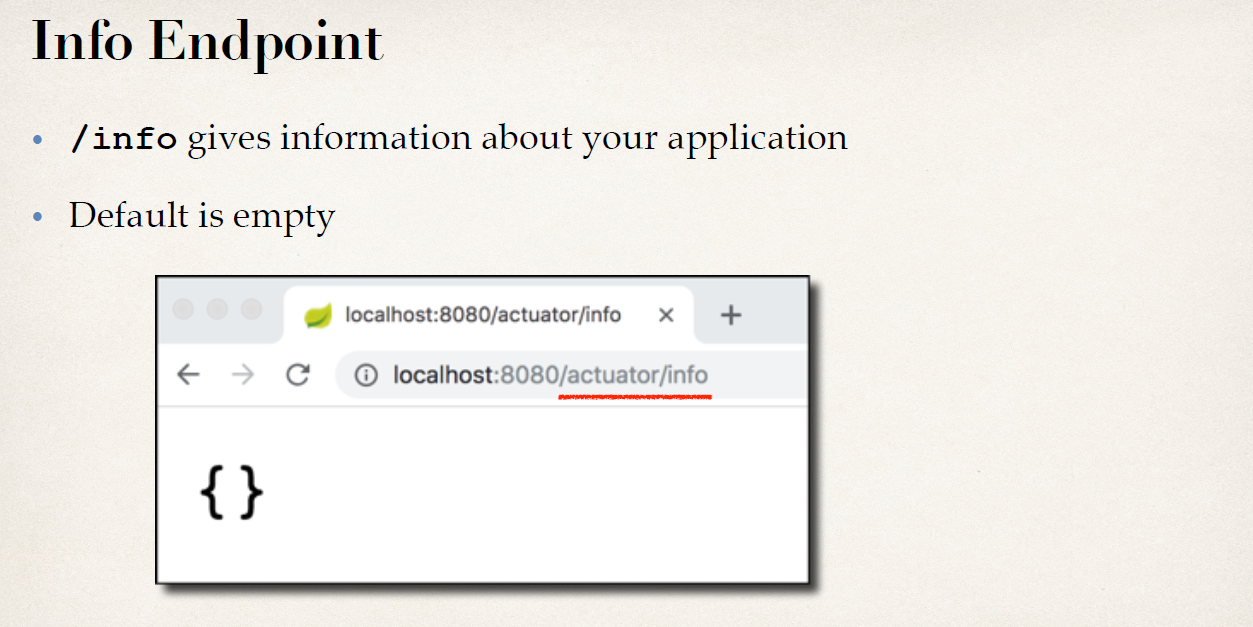 Info Endpoint
• /info gives information about your application
• Default is empty
localhost:8080/actuator/info
localhost:8080/actuator/info
{}